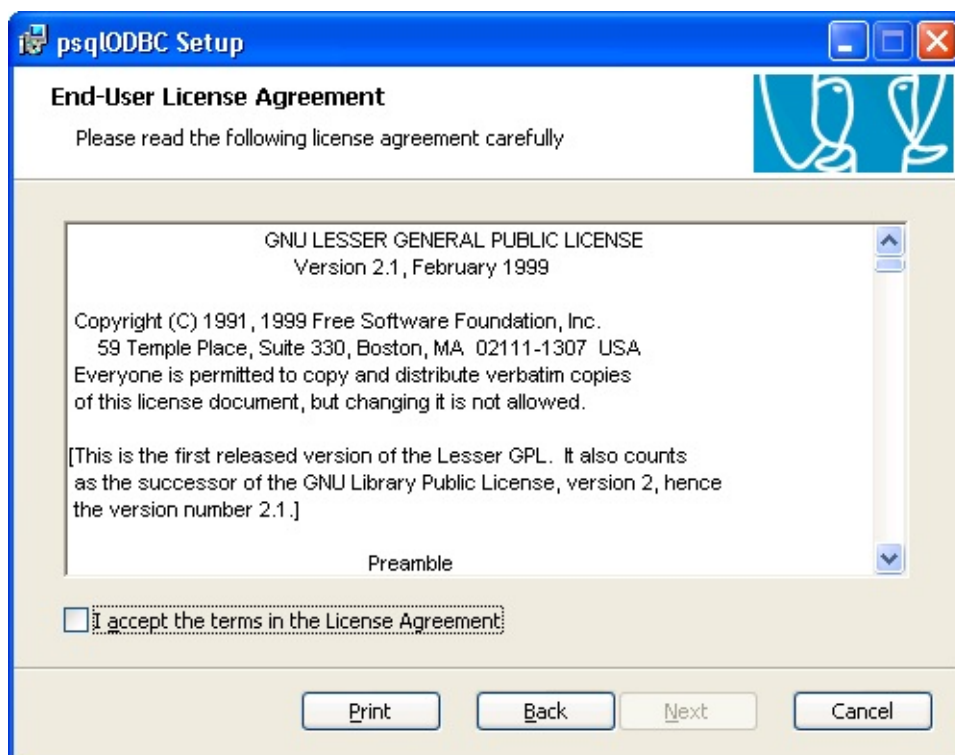 psqlODBC Setup
End-User License Agreement
Please read the following license agreement carefully
GNU LESSER GENERAL PUBLIC LICENSE
Version 2.1, February 1999
Copyright (C) 1991, 1999 Free Software Foundation, Inc.
59 Temple Place, Suite 330, Boston, MA  02111-1307  USA
Everyone is permitted to copy and distribute verbatim copies
of this license document, but changing it is not allowed.
[This is the first released version of the Lesser GPL.  It also counts
as the successor of the GNU Library Public License, version 2, hence
the version number 2.1.]
Preamble
I accept the terms in the License Agreement
Print Back Next Cancel